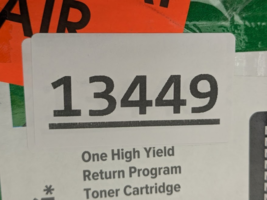 AIR
13449
One High Yield
Return Program
Toner Cartridge